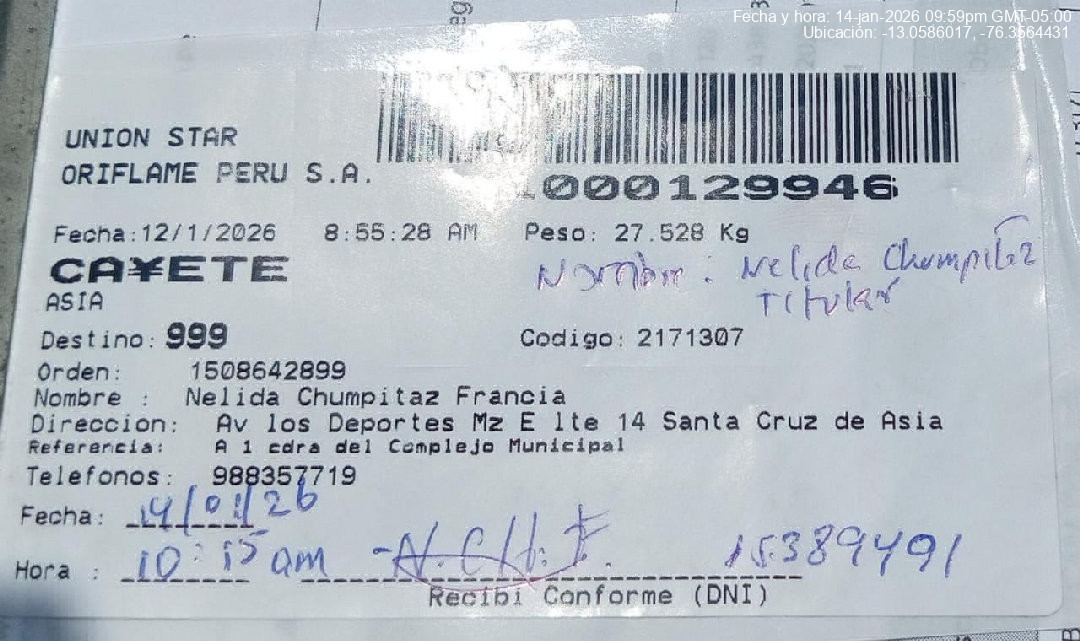 Fecha y hora: 14-jan-2026 09:59pm GMT-05:00
Ubicación: -13.0586017, -76.3564431
UNION STAR
ORIFLAME PERU S.A.
1000129946
Fecha:12/1/2026 8:55:28 AM Peso: 27.528 Kg
CA¥ETE
Nombre: Nelida Chumpitaz
Titular
ASIA
Destino: 999 Codigo: 2171307
Orden: 1508642899
Nombre : Nelida Chumpitaz Francia
Direccion: Av los Deportes Mz E lte 14 Santa Cruz de Asia
Referencia: A 1 cdra del Complejo Municipal
Telefonos: 988357719
Fecha: 14/01/26
Hora : 10:15 am N.CH.F. 15389491
Recibi Conforme (DNI)